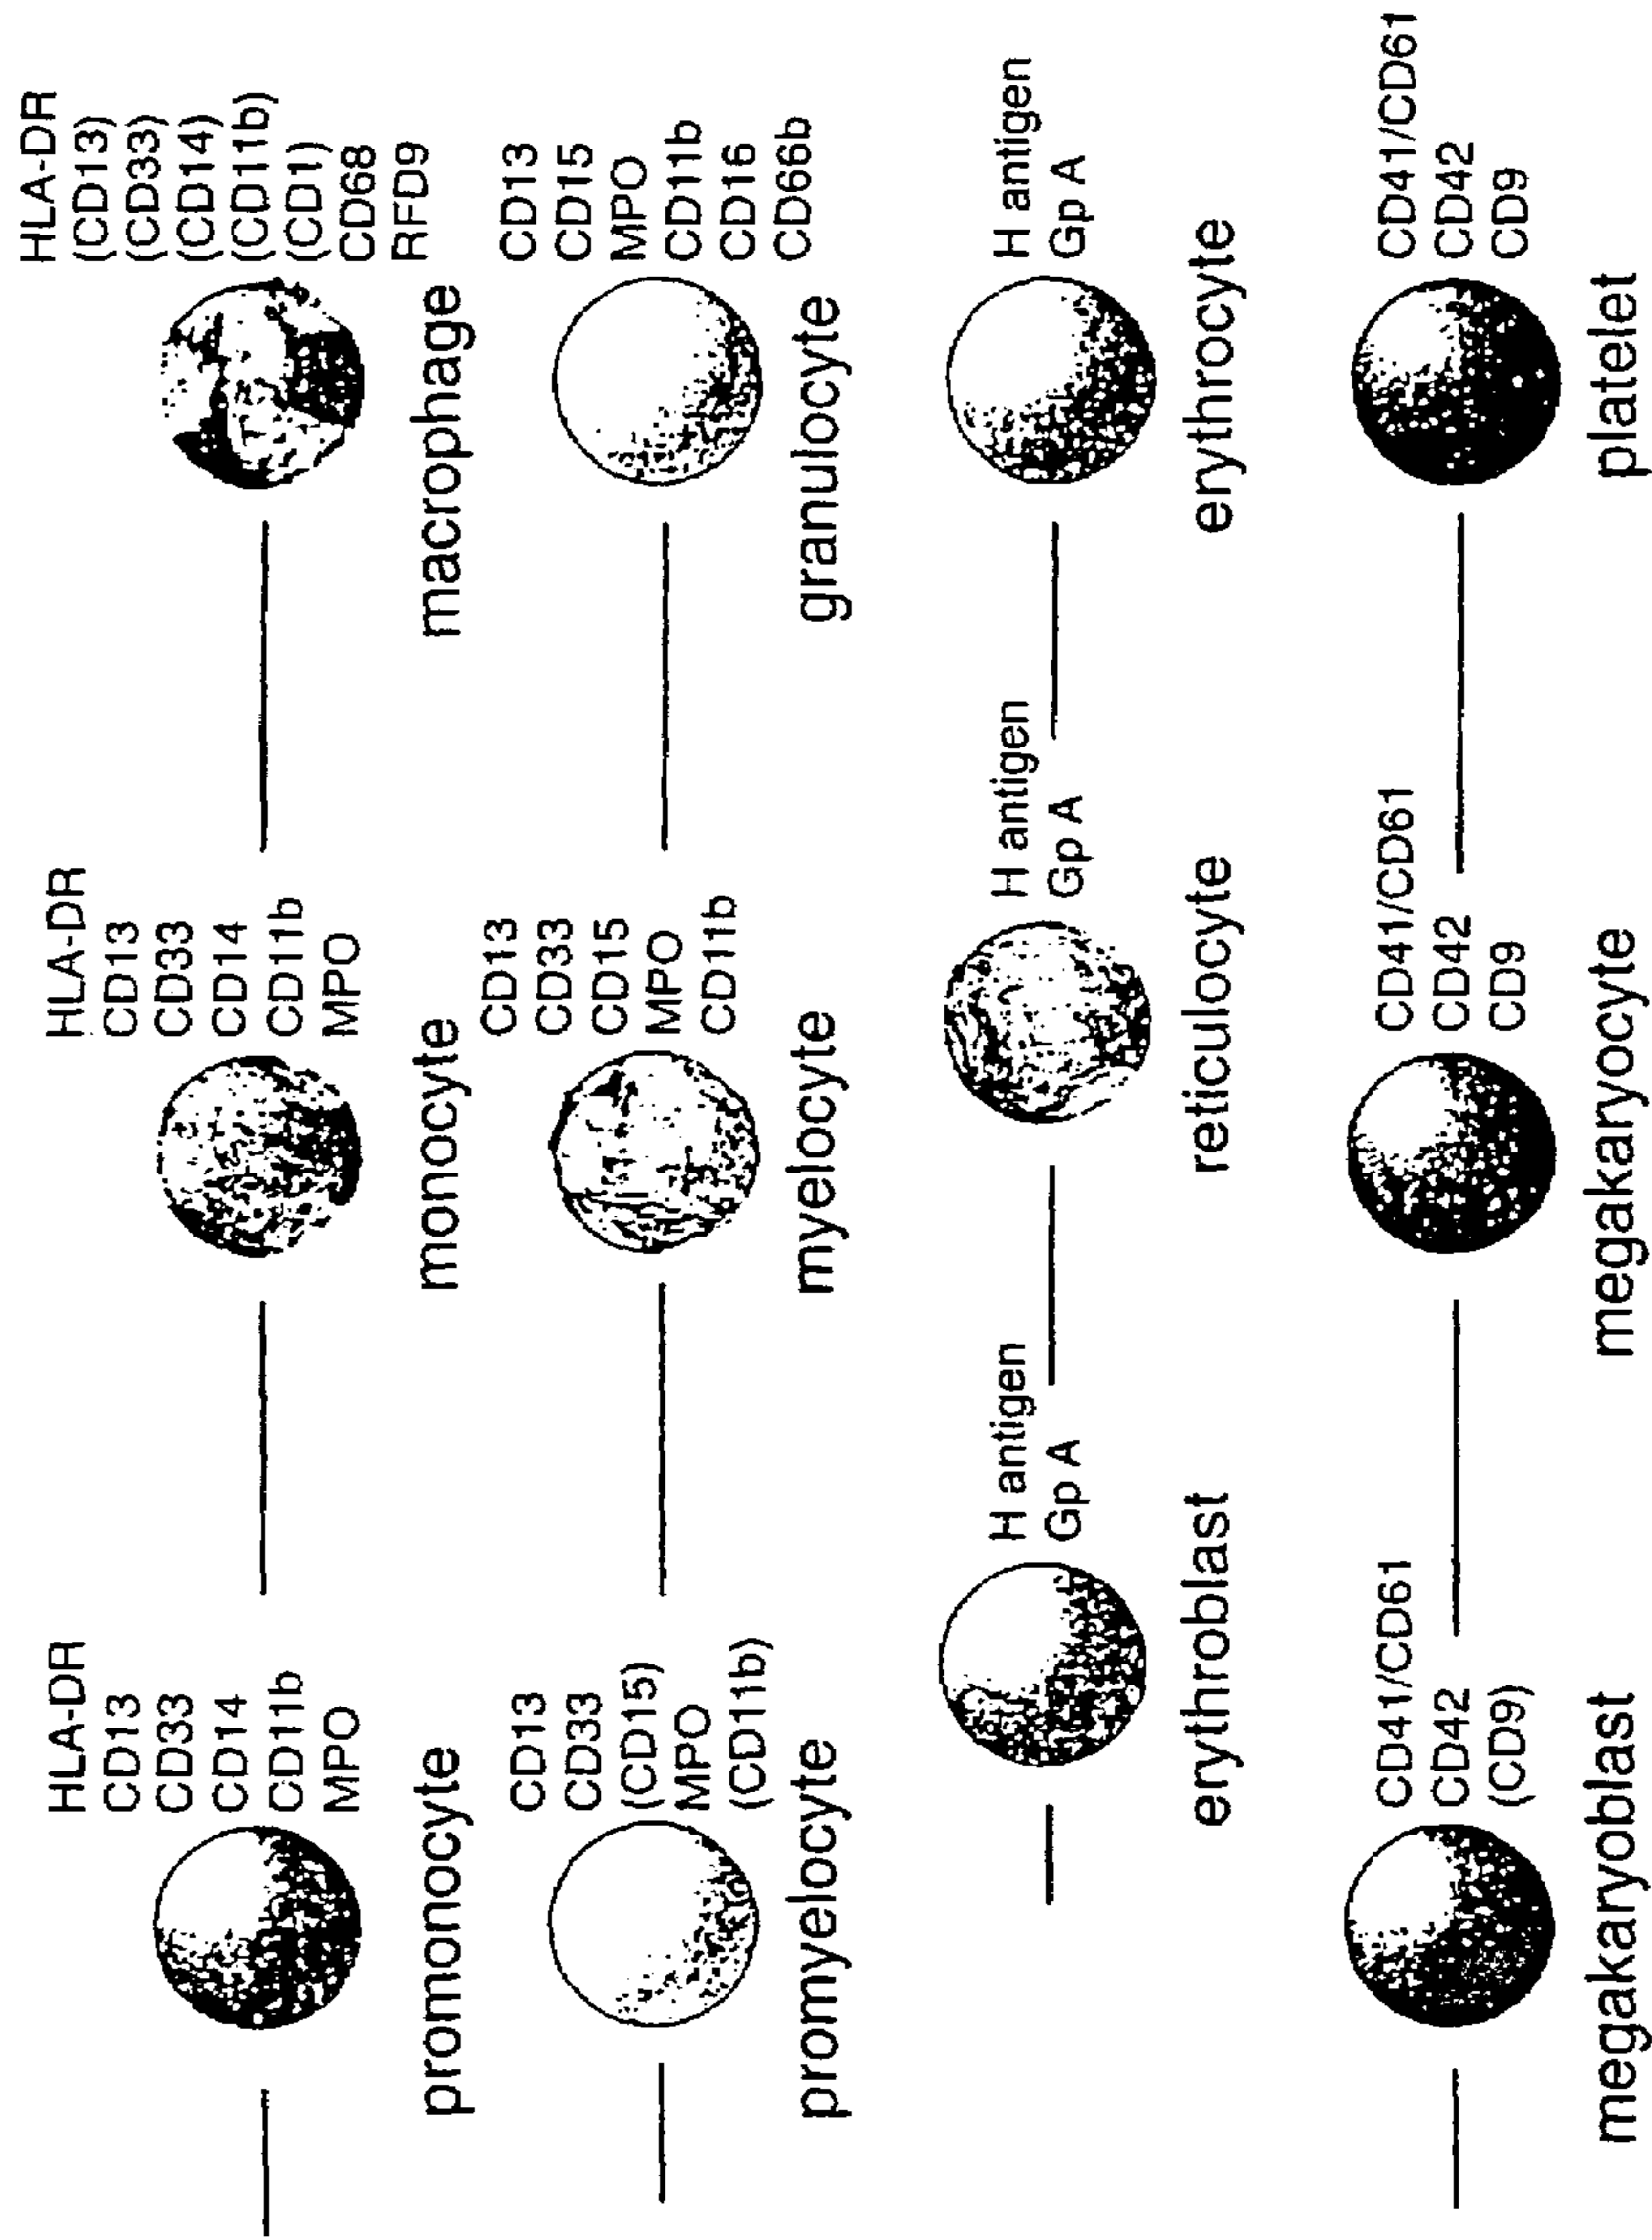 HLA-DR
CD13
CD33
CD14
CD11b
MPO
promonocyte
HLA-DR
CD13
CD33
CD14
CD11b
MPO
monocyte
HLA-DR
(CD13)
(CD33)
(CD14)
(CD11b)
(CD1)
CD68
RFD9
macrophage
CD13
CD33
(CD15)
MPO
(CD11b)
promyelocyte
CD13
CD33
CD15
MPO
CD11b
myelocyte
CD13
CD15
MPO
CD11b
CD16
CD66b
granulocyte
H antigen
Gp A
erythroblast
H antigen
Gp A
reticulocyte
H antigen
Gp A
erythrocyte
CD41/CD61
CD42
(CD9)
megakaryoblast
CD41/CD61
CD42
CD9
megakaryocyte
CD41/CD61
CD42
CD9
platelet